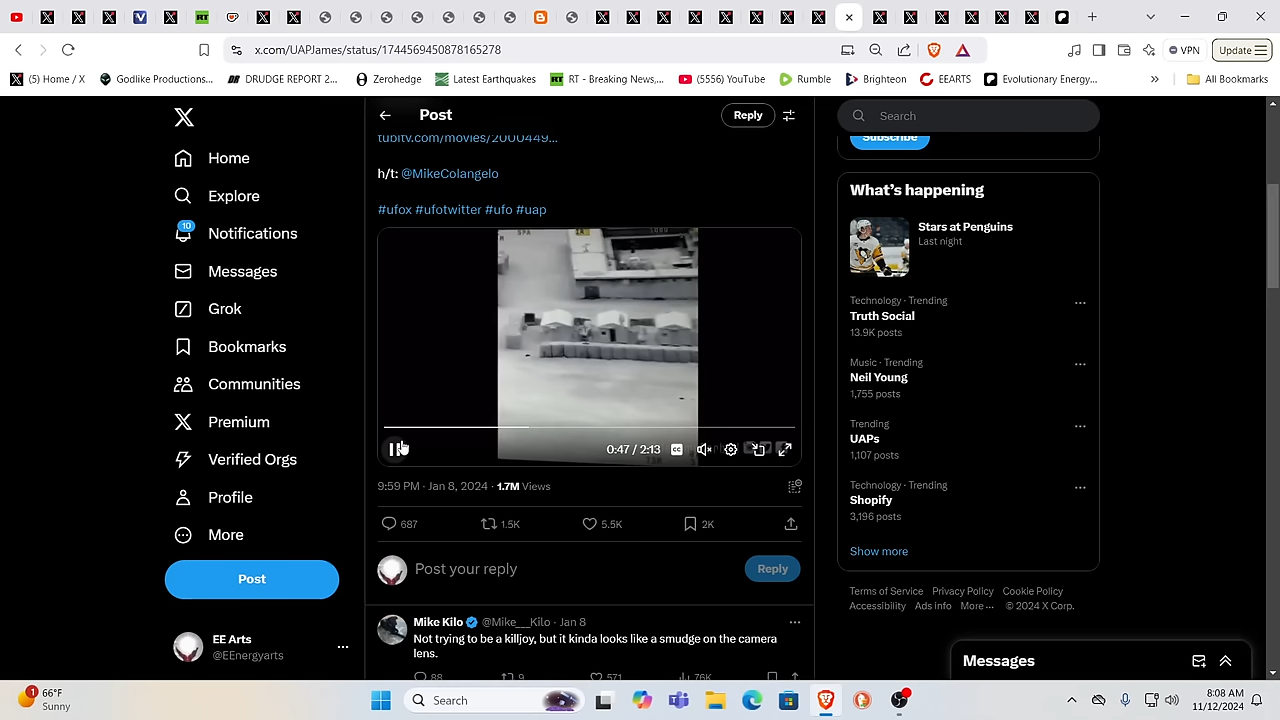 x.com/UAPJames/status/1744569450878165278
VPN
Update
(5) Home / X
Godlike Productions...
DRUDGE REPORT 2...
Zerohedge
Latest Earthquakes
RT - Breaking News,...
(5556) YouTube
Rumble
Brighteon
EEARTS
Evolutionary Energy...
»
All Bookmarks
Home
Explore
10
Notifications
Messages
Grok
Bookmarks
Communities
Premium
Verified Orgs
Profile
More
Post
EE Arts
@EEnergyarts
Post
Reply
tubitv.com/movies/2000449...
h/t: @MikeColangelo
#ufox #ufotwitter #ufo #uap
0:47 / 2:13
CC
9:59 PM · Jan 8, 2024 · 1.7M Views
687
1.5K
5.5K
2K
Post your reply
Reply
Mike Kilo @Mike___Kilo · Jan 8
Not trying to be a killjoy, but it kinda looks like a smudge on the camera
lens.
88
9
571
76K
Search
Subscribe
What's happening
Stars at Penguins
Last night
Technology · Trending
Truth Social
13.9K posts
Music · Trending
Neil Young
1,755 posts
Trending
UAPs
1,107 posts
Technology · Trending
Shopify
3,196 posts
Show more
Terms of Service Privacy Policy Cookie Policy
Accessibility Ads info More ··· © 2024 X Corp.
Messages
1
66°F
Sunny
Search
8:08 AM
11/12/2024